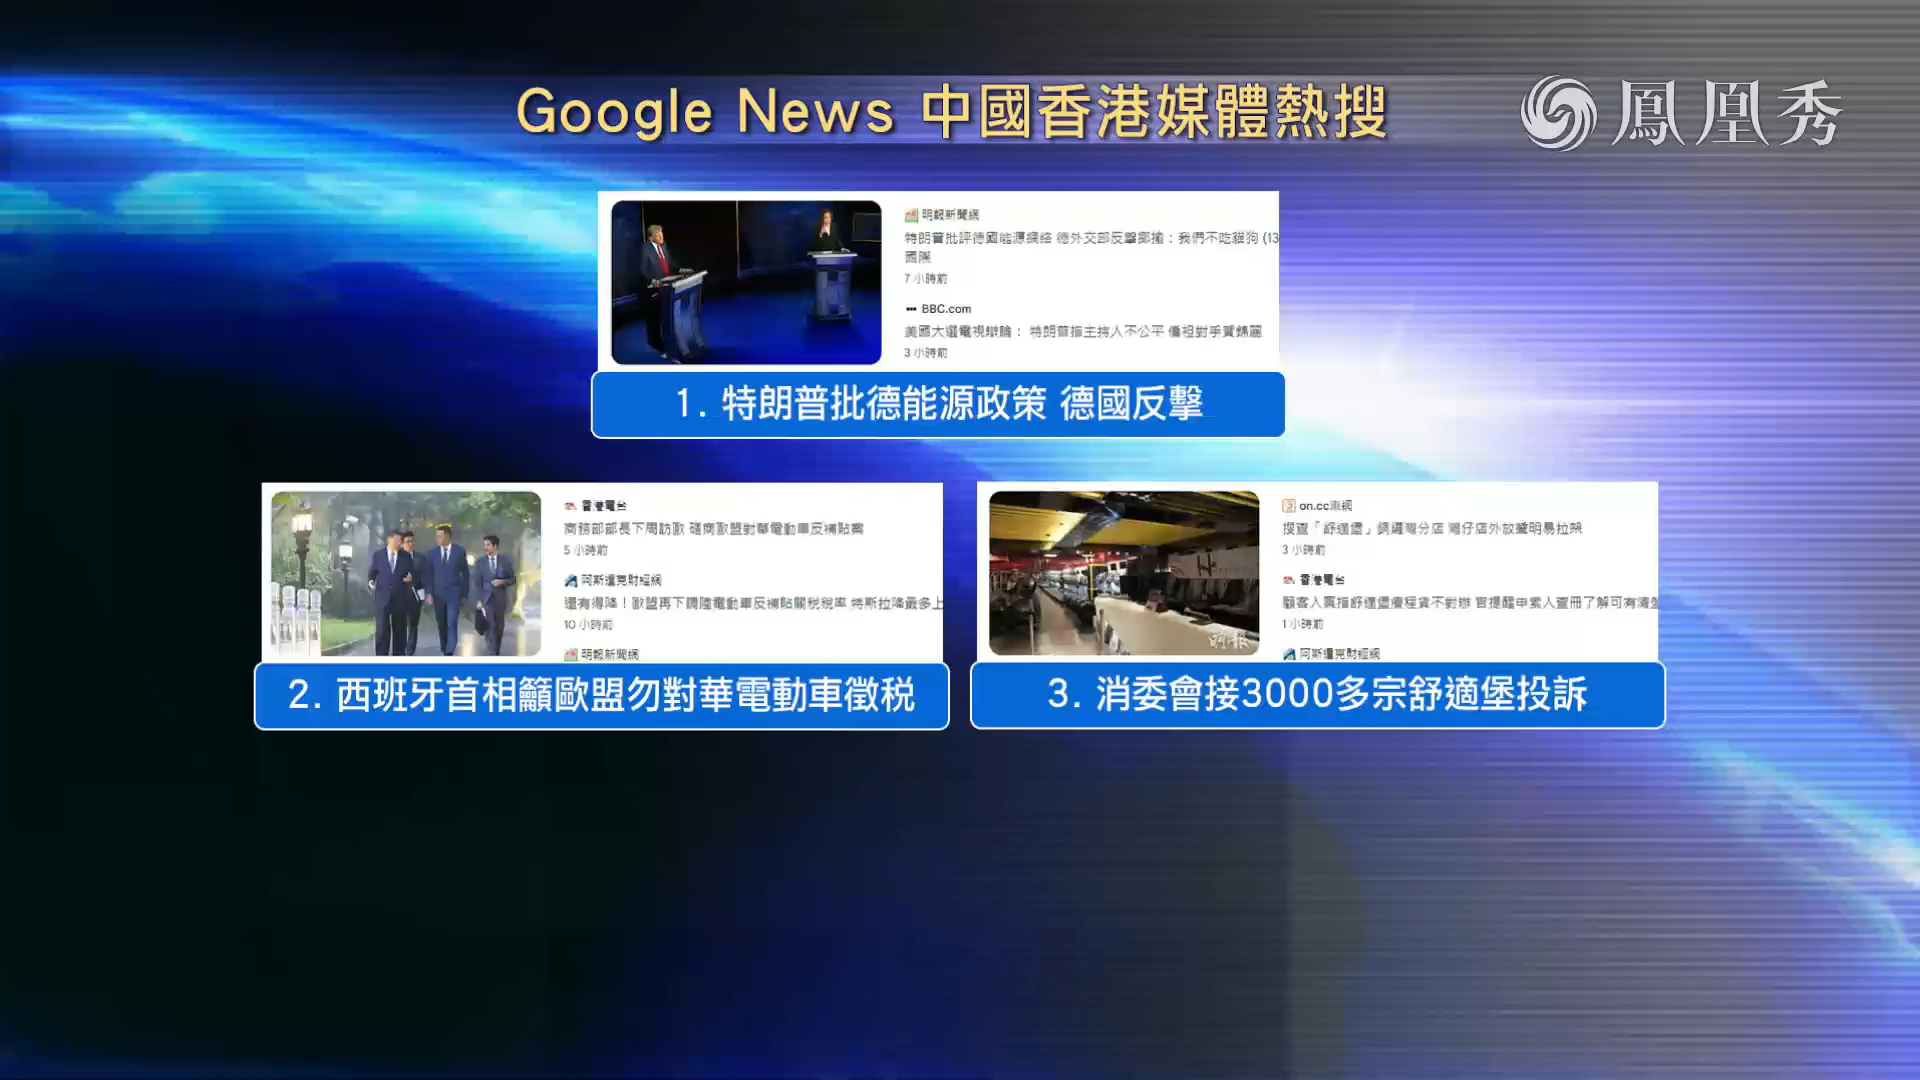 Google News 中國香港媒體熱搜
鳳凰秀
明報新聞網
特朗普批評德國能源網絡 德外交部反擊揶揄：我們不吃貓狗 (13
國際
7 小時前
BBC.com
美國大選電視辯論： 特朗普指主持人不公平 僵相對手賀錦麗
3 小時前
1. 特朗普批德能源政策 德國反擊
香港電台
商務部部長下周訪歐 磋商歐盟對華電動車反補貼案
5 小時前
阿斯達克財經網
還有得降！歐盟再下調陸電動車反補貼關稅稅率 特斯拉降最多上
10 小時前
明報新聞網
2. 西班牙首相籲歐盟勿對華電動車徵税
on.cc東網
搜查「舒適堡」銅鑼灣分店 灣仔店外放聲明易拉架
3 小時前
香港電台
顧客入稟指舒適堡療程貨不對辦 官提醒申索人查冊了解可有清盤
1 小時前
阿斯達克財經網
明報
3. 消委會接3000多宗舒適堡投訴